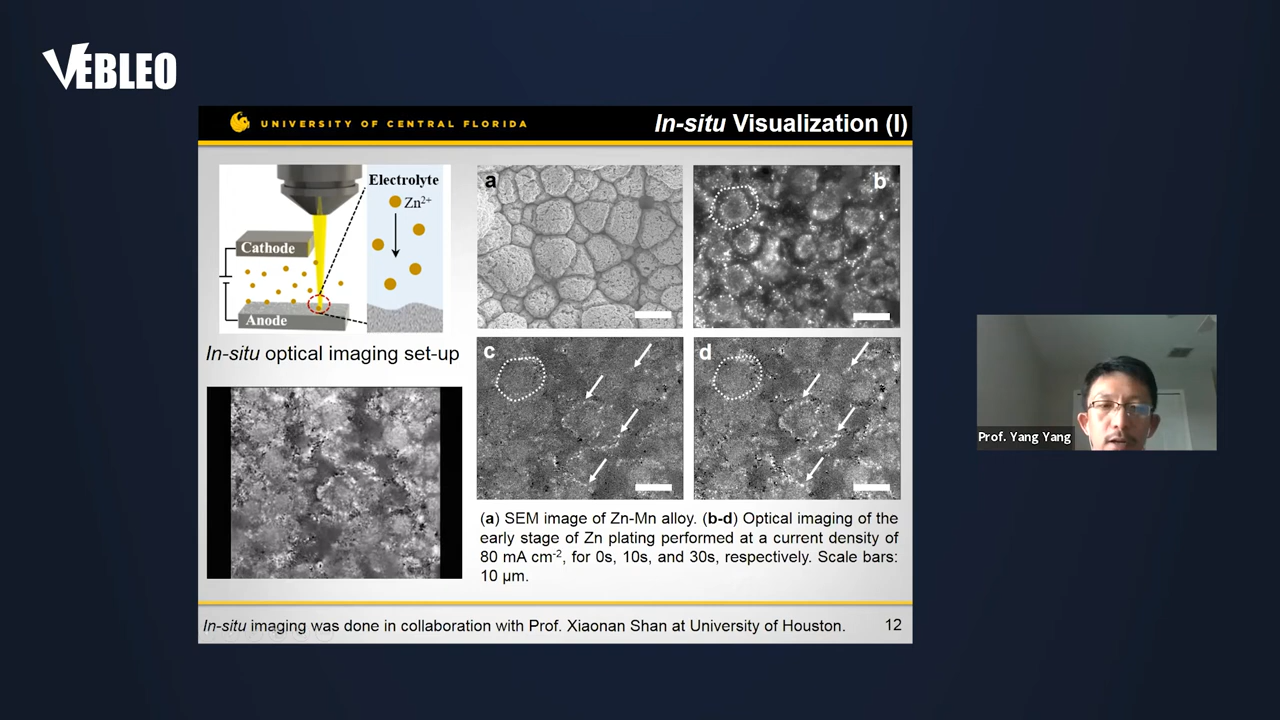 VEBLEO
UNIVERSITY OF CENTRAL FLORIDA
In-situ Visualization (I)
Electrolyte
Zn2+
Cathode
Anode
In-situ optical imaging set-up
a
b
c
d
(a) SEM image of Zn-Mn alloy. (b-d) Optical imaging of the
early stage of Zn plating performed at a current density of
80 mA cm-2, for 0s, 10s, and 30s, respectively. Scale bars:
10 µm.
In-situ imaging was done in collaboration with Prof. Xiaonan Shan at University of Houston.
12
Prof. Yang Yang